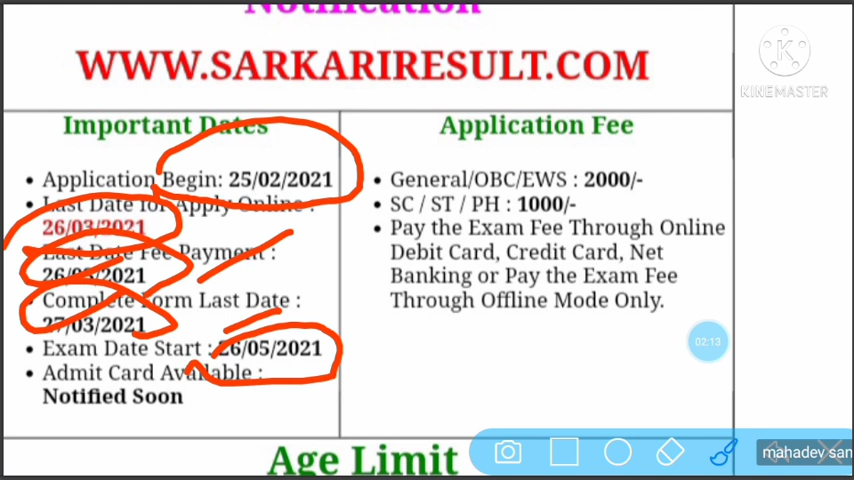 Notification
WWW.SARKARIRESULT.COM
KINEMASTER
Important Dates
Application Begin: 25/02/2021
Last Date for Apply Online :
26/03/2021
Last Date Fee Payment :
26/03/2021
Complete Form Last Date :
27/03/2021
Exam Date Start : 26/05/2021
Admit Card Available :
Notified Soon
Application Fee
General/OBC/EWS : 2000/-
SC / ST / PH : 1000/-
Pay the Exam Fee Through Online
Debit Card, Credit Card, Net
Banking or Pay the Exam Fee
Through Offline Mode Only.
02:13
Age Limit
mahadev san